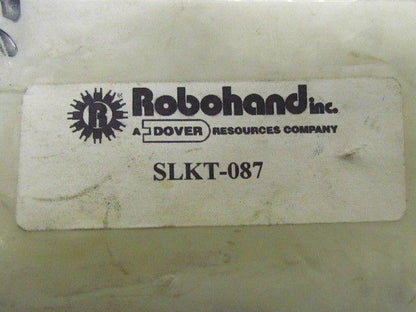 R Robohand inc.
A DOVER RESOURCES COMPANY
SLKT-087